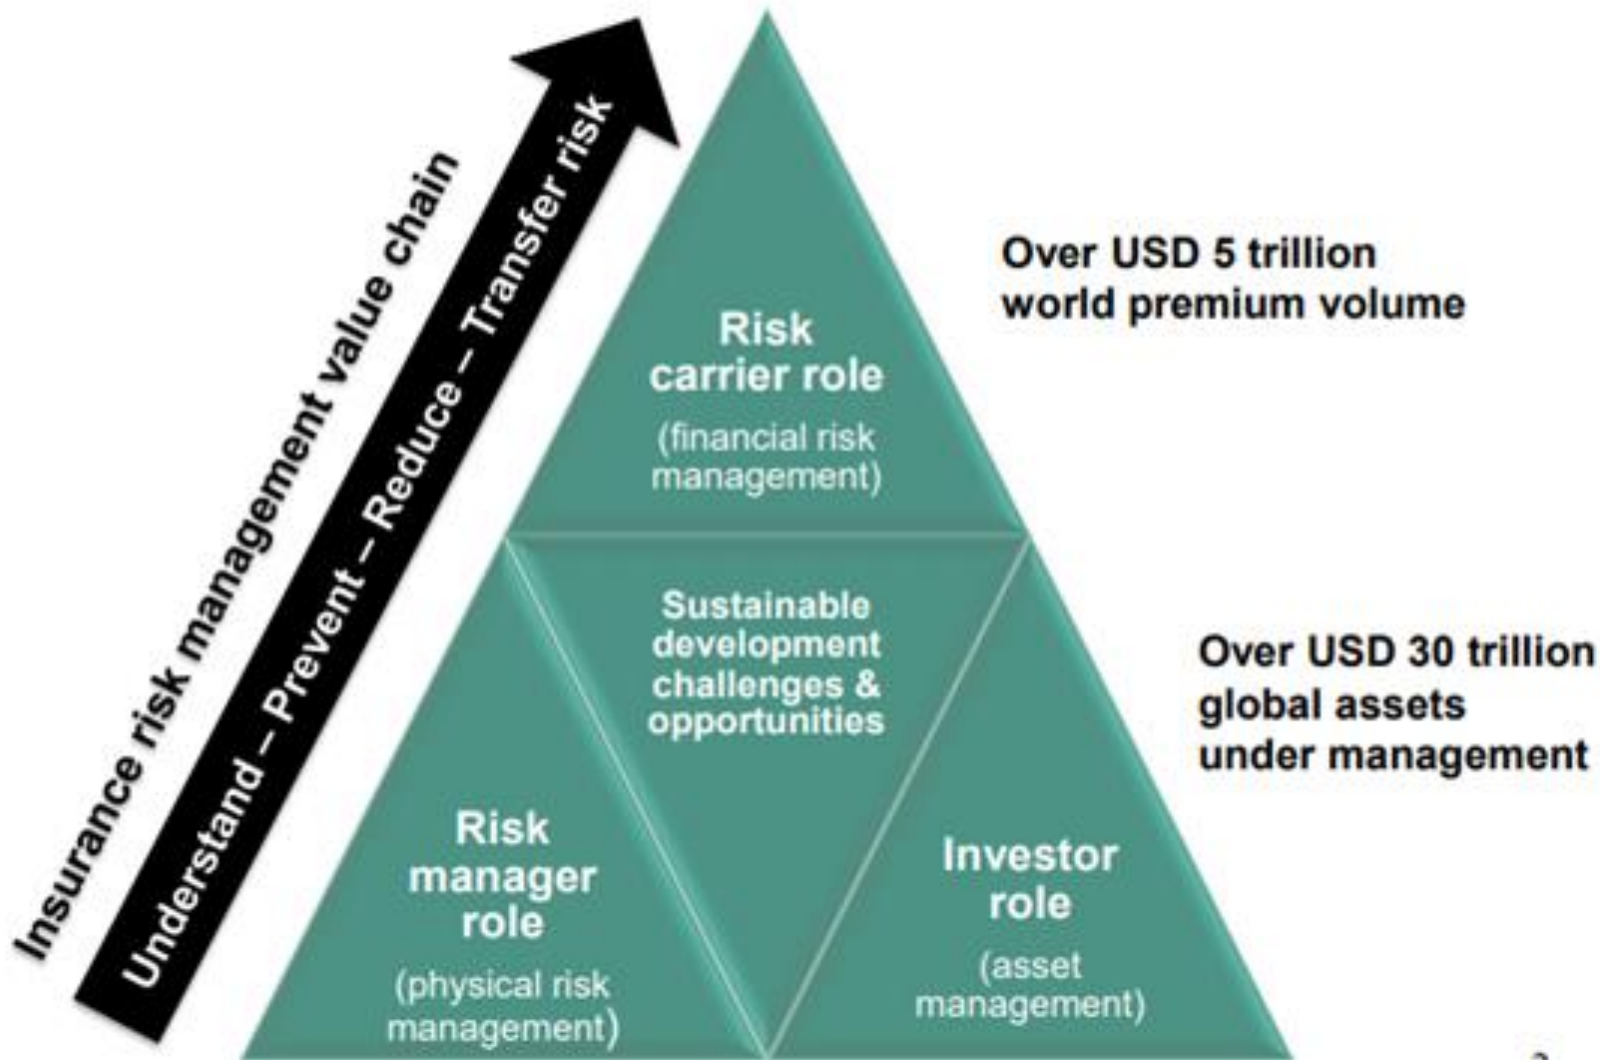 Insurance risk management value chain
Understand – Prevent – Reduce – Transfer risk
Risk
carrier role
(financial risk
management)
Over USD 5 trillion
world premium volume
Sustainable
development
challenges &
opportunities
Over USD 30 trillion
global assets
under management
Risk
manager
role
(physical risk
management)
Investor
role
(asset
management)